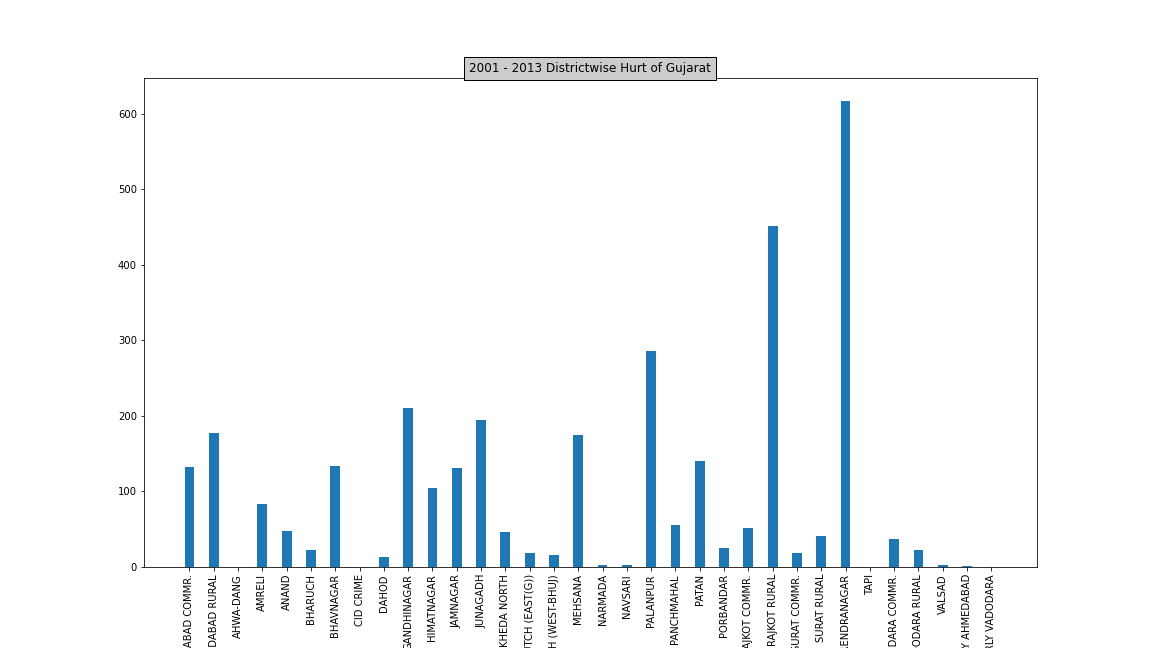 2001 - 2013 Districtwise Hurt of Gujarat
600
500
400
300
200
100
0
ABAD COMMR.
DABAD RURAL
AHWA-DANG
AMRELI
ANAND
BHARUCH
BHAVNAGAR
CID CRIME
DAHOD
GANDHINAGAR
HIMATNAGAR
JAMNAGAR
JUNAGADH
KHEDA NORTH
UTCH (EAST(G))
H (WEST-BHUJ)
MEHSANA
NARMADA
NAVSARI
PALANPUR
PANCHMAHAL
PATAN
PORBANDAR
AJKOT COMMR.
RAJKOT RURAL
SURAT COMMR.
SURAT RURAL
ENDRANAGAR
TAPI
DARA COMMR.
ODARA RURAL
VALSAD
Y AHMEDABAD
RLY VADODARA